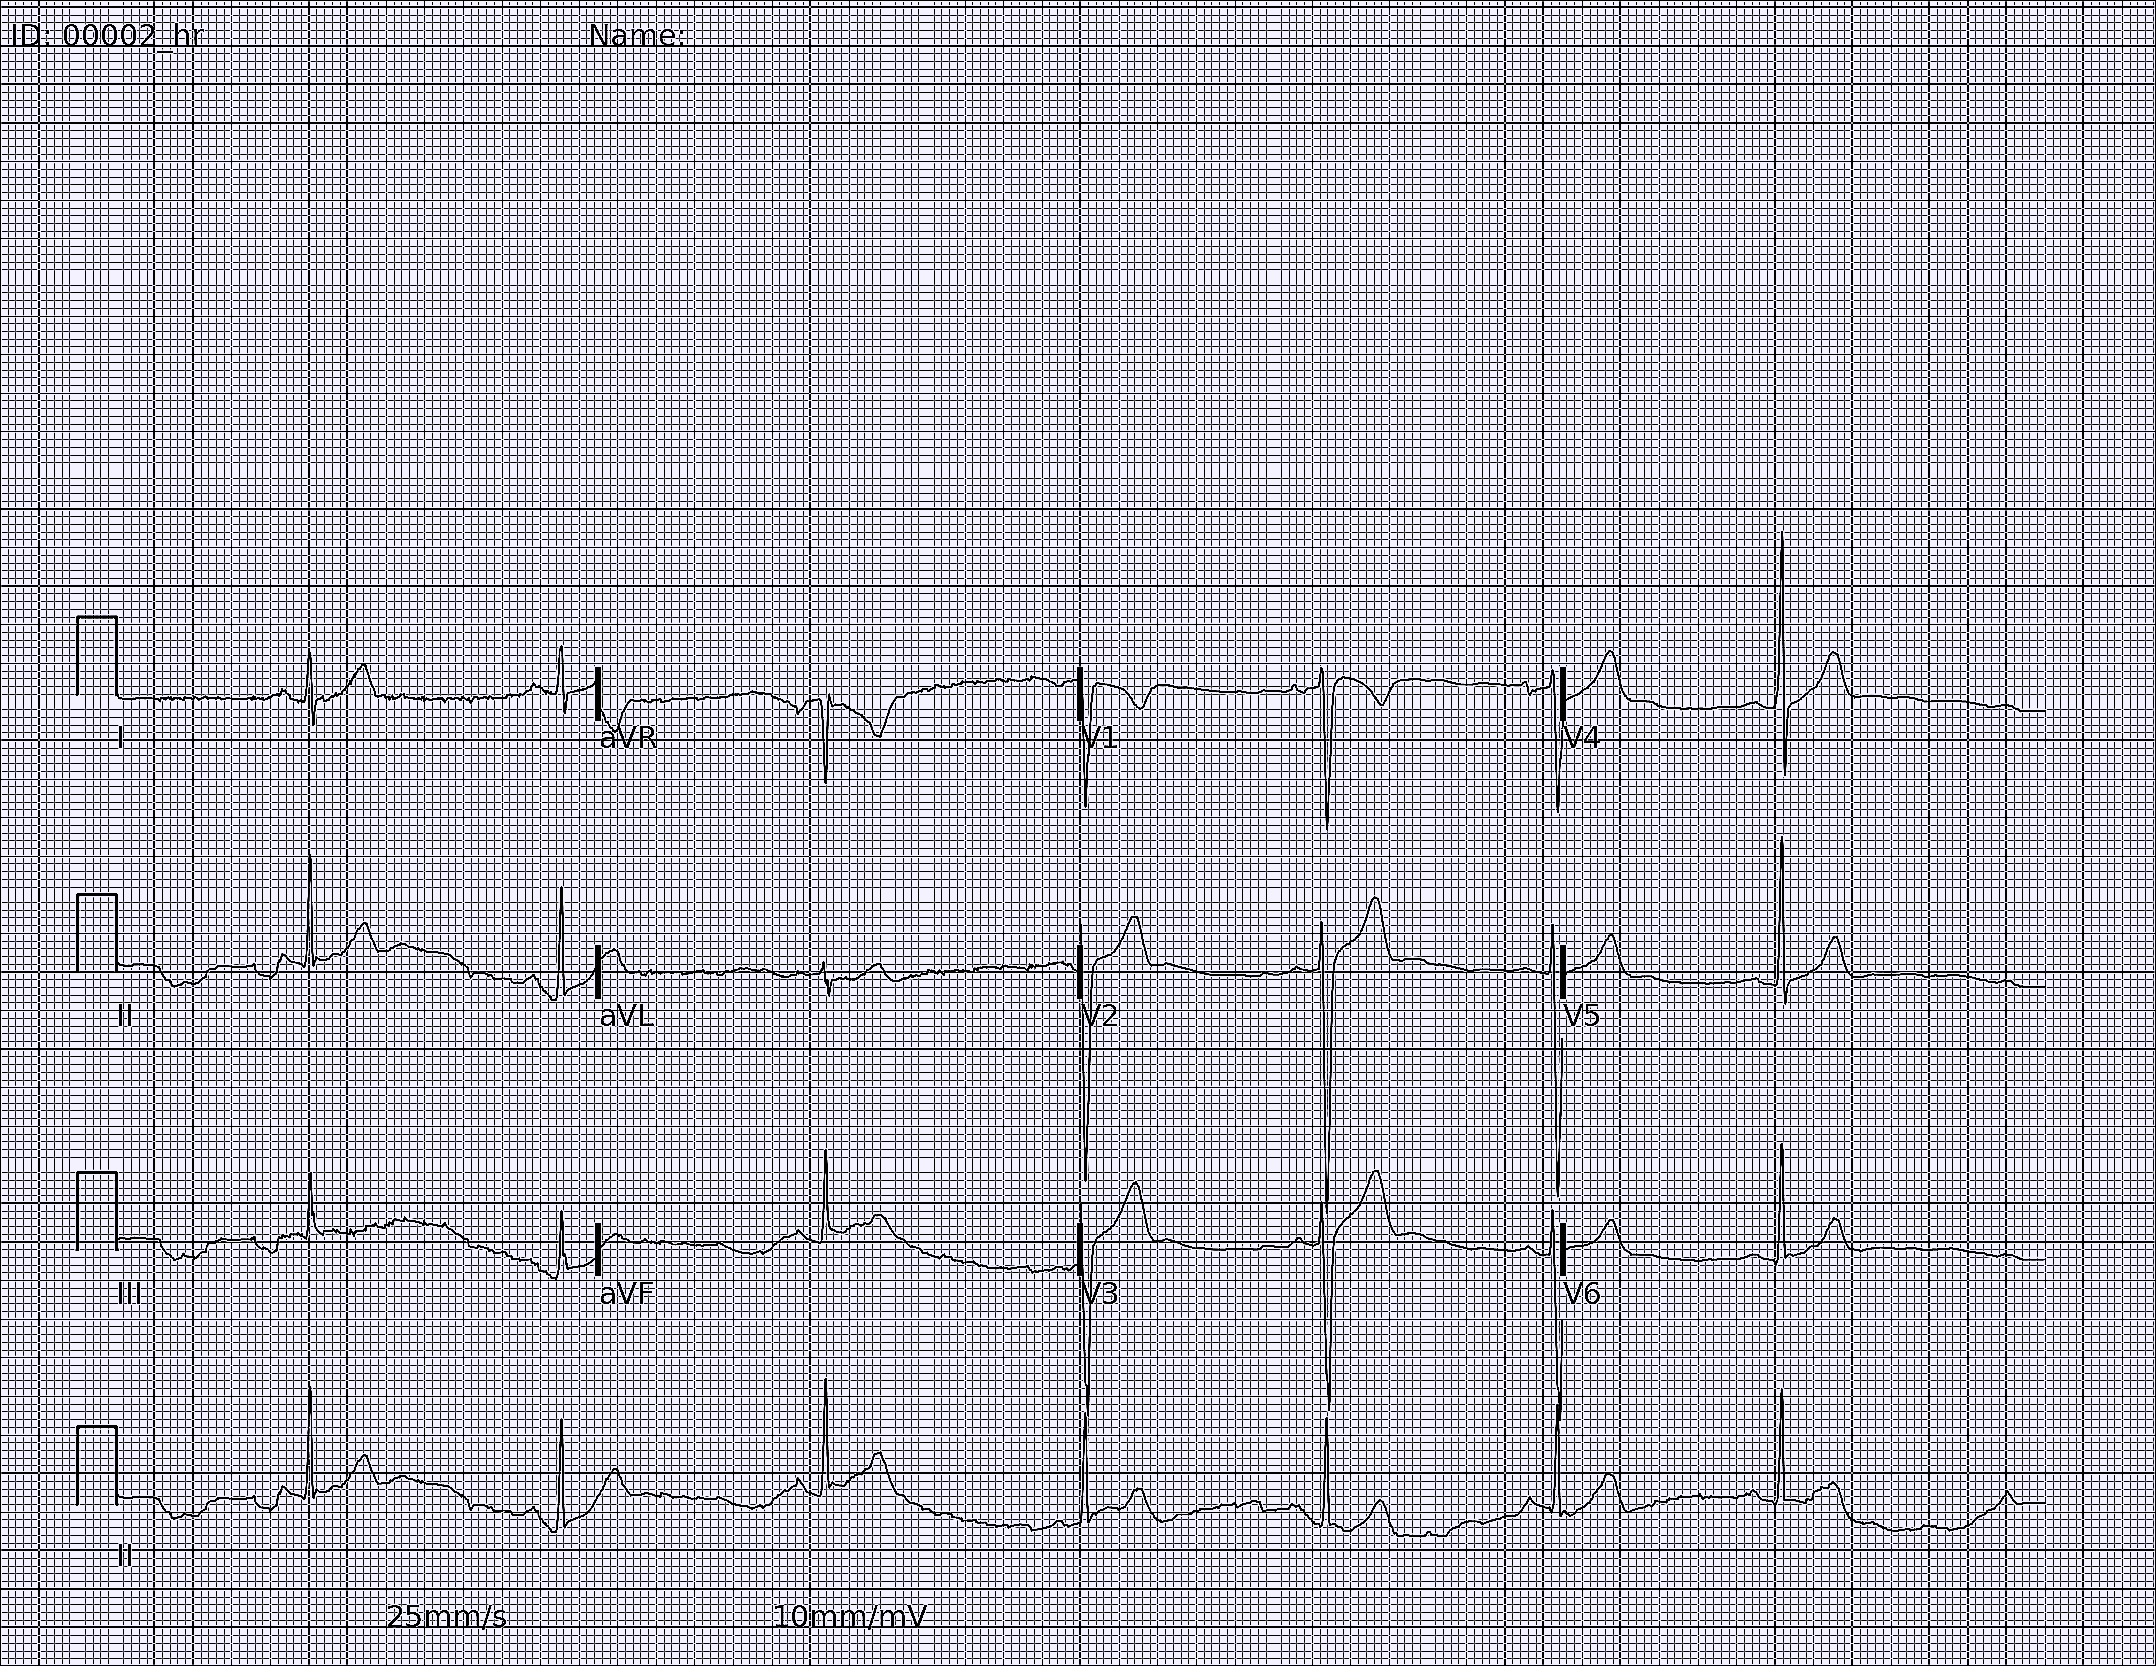 ID: 00002_hr Name:
I aVR V1 V4
II aVL V2 V5
III aVF V3 V6
II
25mm/s 10mm/mV